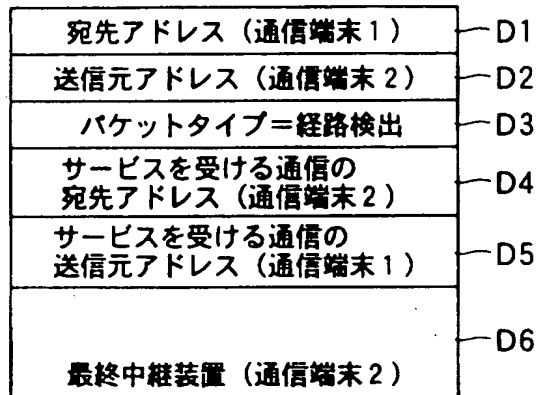 宛先アドレス（通信端末1） D1
送信元アドレス（通信端末2） D2
パケットタイプ＝経路検出 D3
サービスを受ける通信の
宛先アドレス（通信端末2） D4
サービスを受ける通信の
送信元アドレス（通信端末1） D5
D6
最終中継装置（通信端末2）